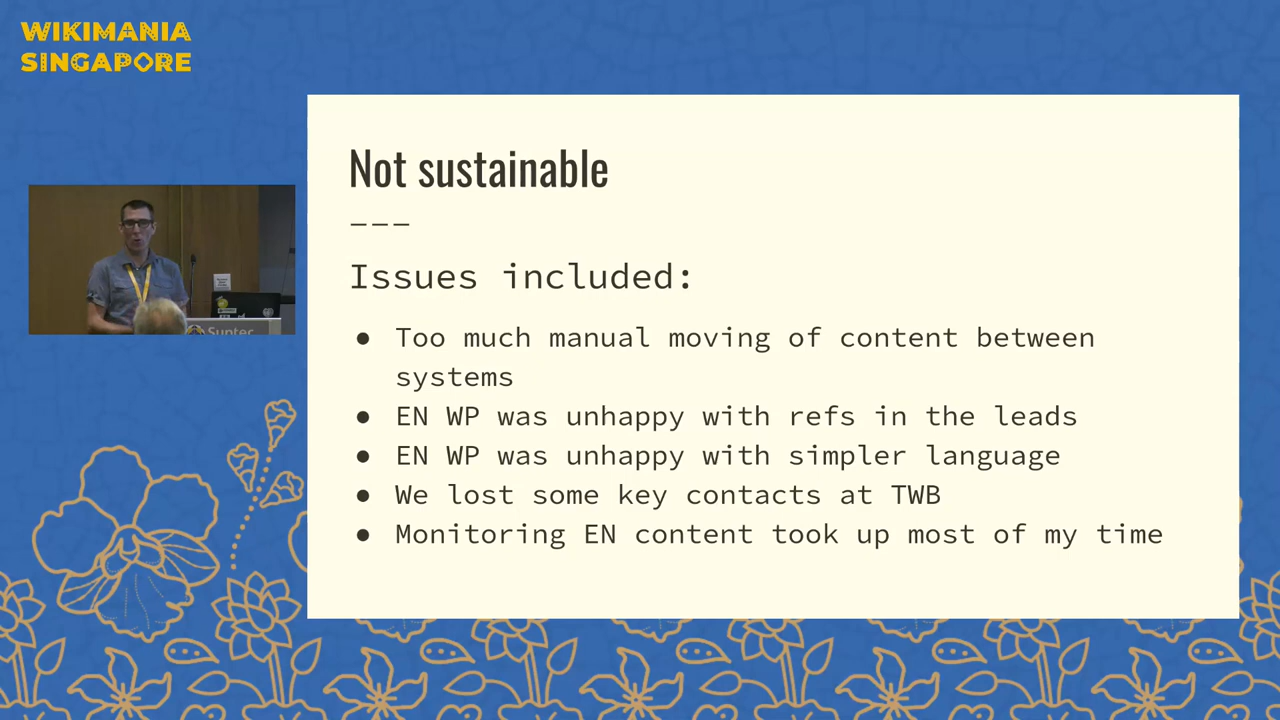 WIKIMANIA
SINGAPORE
Not sustainable
———
Issues included:
● Too much manual moving of content between
systems
● EN WP was unhappy with refs in the leads
● EN WP was unhappy with simpler language
● We lost some key contacts at TWB
● Monitoring EN content took up most of my time
Suntec